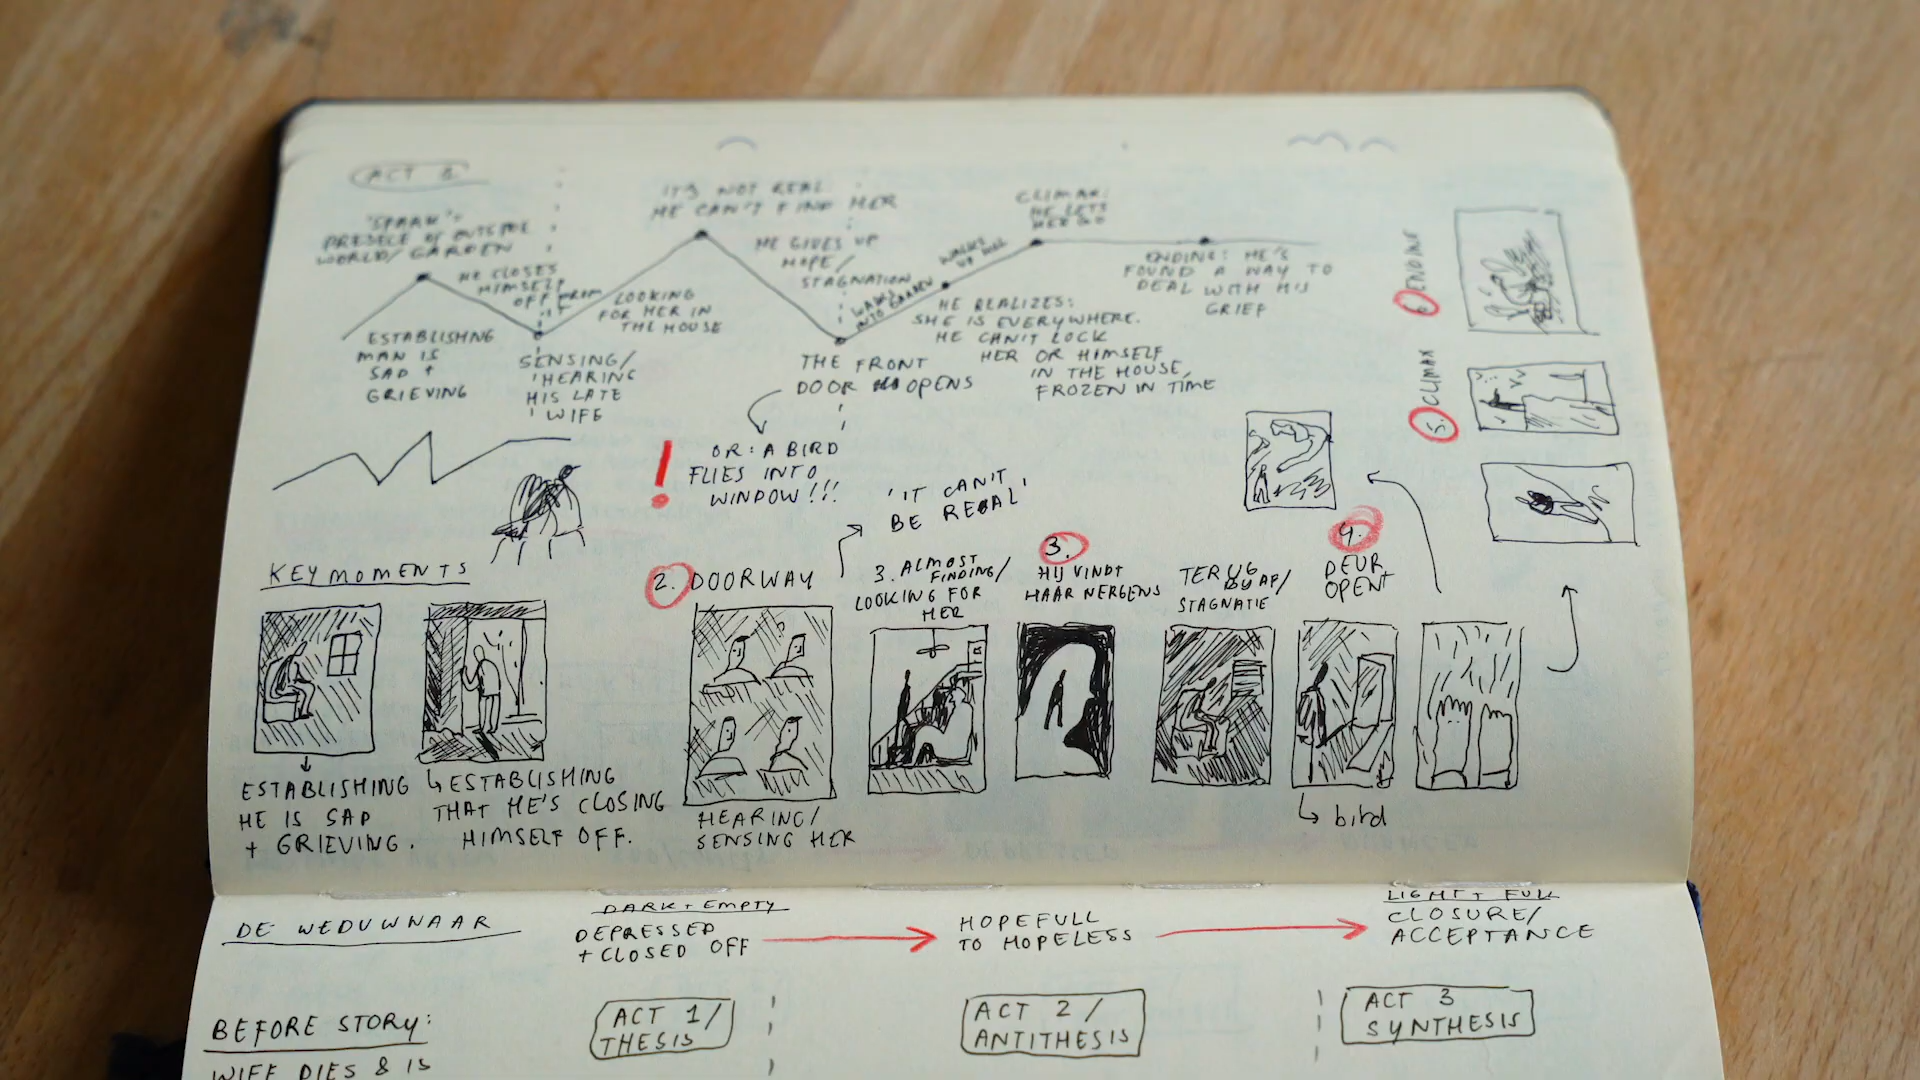 ACT
'SPARK':
PRESECE OF OUTSIDE
WORLD/GARDEN
HE CLOSES
HIMSELF
OFF FROM
IT
ESTABLISHING
MAN IS
SAD +
GRIEVING
SENSING/
HEARING
HIS LATE
WIFE
LOOKING
FOR HER IN
THE HOUSE
IT'S NOT REAL
HE CAN'T FIND HER
HE GIVES UP
HOPE/
STAGNATION
THE FRONT
DOOR OPENS
WALKS
INTO GARDEN
WALKS
UP HILL
HE REALIZES:
SHE IS EVERYWHERE.
HE CAN'T LOCK
HER OR HIMSELF
IN THE HOUSE,
FROZEN IN TIME
CLIMAX:
HE LETS
HER GO
ENDING: HE'S
FOUND A WAY TO
DEAL WITH HIS
GRIEF
6. ENDING
5. CLIMAX
! OR: A BIRD
FLIES INTO
WINDOW!!!
'IT CAN'T
BE REAL'
KEY MOMENTS
2. DOORWAY
3. ALMOST
FINDING/
LOOKING FOR
HER
3.
HIJ VINDT
HAAR NERGENS
TERUG
BIJ AF/
STAGNATIE
4.
DEUR
OPENT
ESTABLISHING
HE IS SAD
+ GRIEVING.
ESTABLISHING
THAT HE'S CLOSING
HIMSELF OFF.
HEARING/
SENSING HER
bird
DE WEDUWNAAR
DARK + EMPTY
DEPRESSED
+ CLOSED OFF
HOPEFULL
TO HOPELESS
LIGHT + FULL
CLOSURE/
ACCEPTANCE
BEFORE STORY:
WIFE DIES & IS
ACT 1/
THESIS
ACT 2/
ANTITHESIS
ACT 3
SYNTHESIS